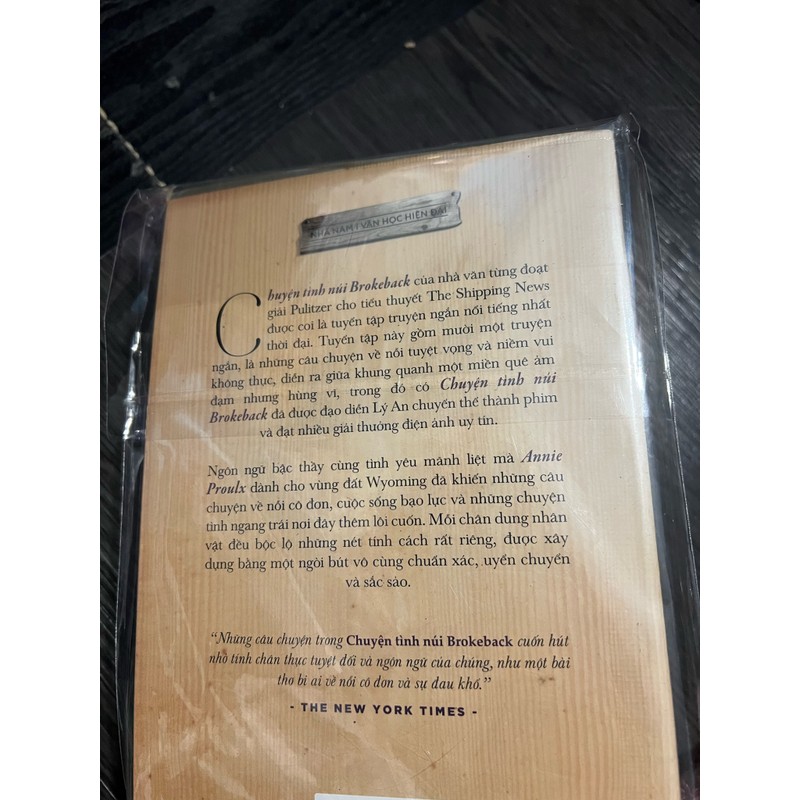 NHÃ NAM | VĂN HỌC HIỆN ĐẠI
Chuyện tình núi Brokeback của nhà văn từng đoạt
giải Pulitzer cho tiểu thuyết The Shipping News
được coi là tuyển tập truyện ngắn nổi tiếng nhất
thời đại. Tuyển tập này gồm mười một truyện
ngắn, là những câu chuyện về nỗi tuyệt vọng và niềm vui
không thực, diễn ra giữa khung quanh một miền quê ảm
đạm nhưng hùng vĩ, trong đó có Chuyện tình núi
Brokeback đã được đạo diễn Lý An chuyển thể thành phim
và đạt nhiều giải thưởng điện ảnh uy tín.
Ngôn ngữ bậc thầy cùng tình yêu mãnh liệt mà Annie
Proulx dành cho vùng đất Wyoming đã khiến những câu
chuyện về nỗi cô đơn, cuộc sống bạo lực và những chuyện
tình ngang trái nơi đây thêm lôi cuốn. Mỗi chân dung nhân
vật đều bộc lộ những nét tính cách rất riêng, được xây
dựng bằng một ngòi bút vô cùng chuẩn xác, uyển chuyển
và sắc sảo.
“Những câu chuyện trong Chuyện tình núi Brokeback cuốn hút
nhờ tính chân thực tuyệt đối và ngôn ngữ của chúng, như một bài
thơ bi ai về nỗi cô đơn và sự đau khổ.”
- THE NEW YORK TIMES -